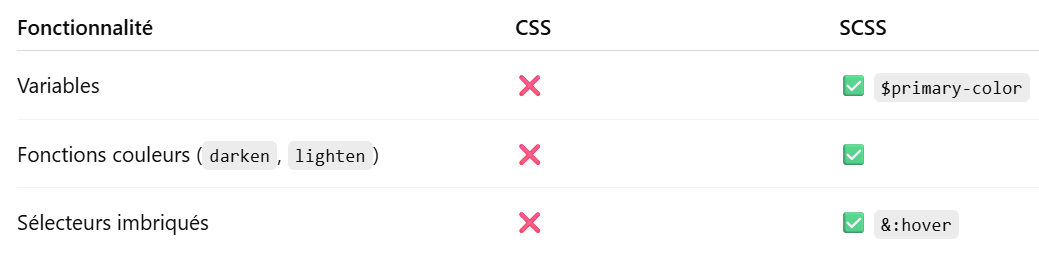 Fonctionnalité CSS SCSS
Variables ❌ ✅ $primary-color
Fonctions couleurs (darken, lighten) ❌ ✅
Sélecteurs imbriqués ❌ ✅ &:hover